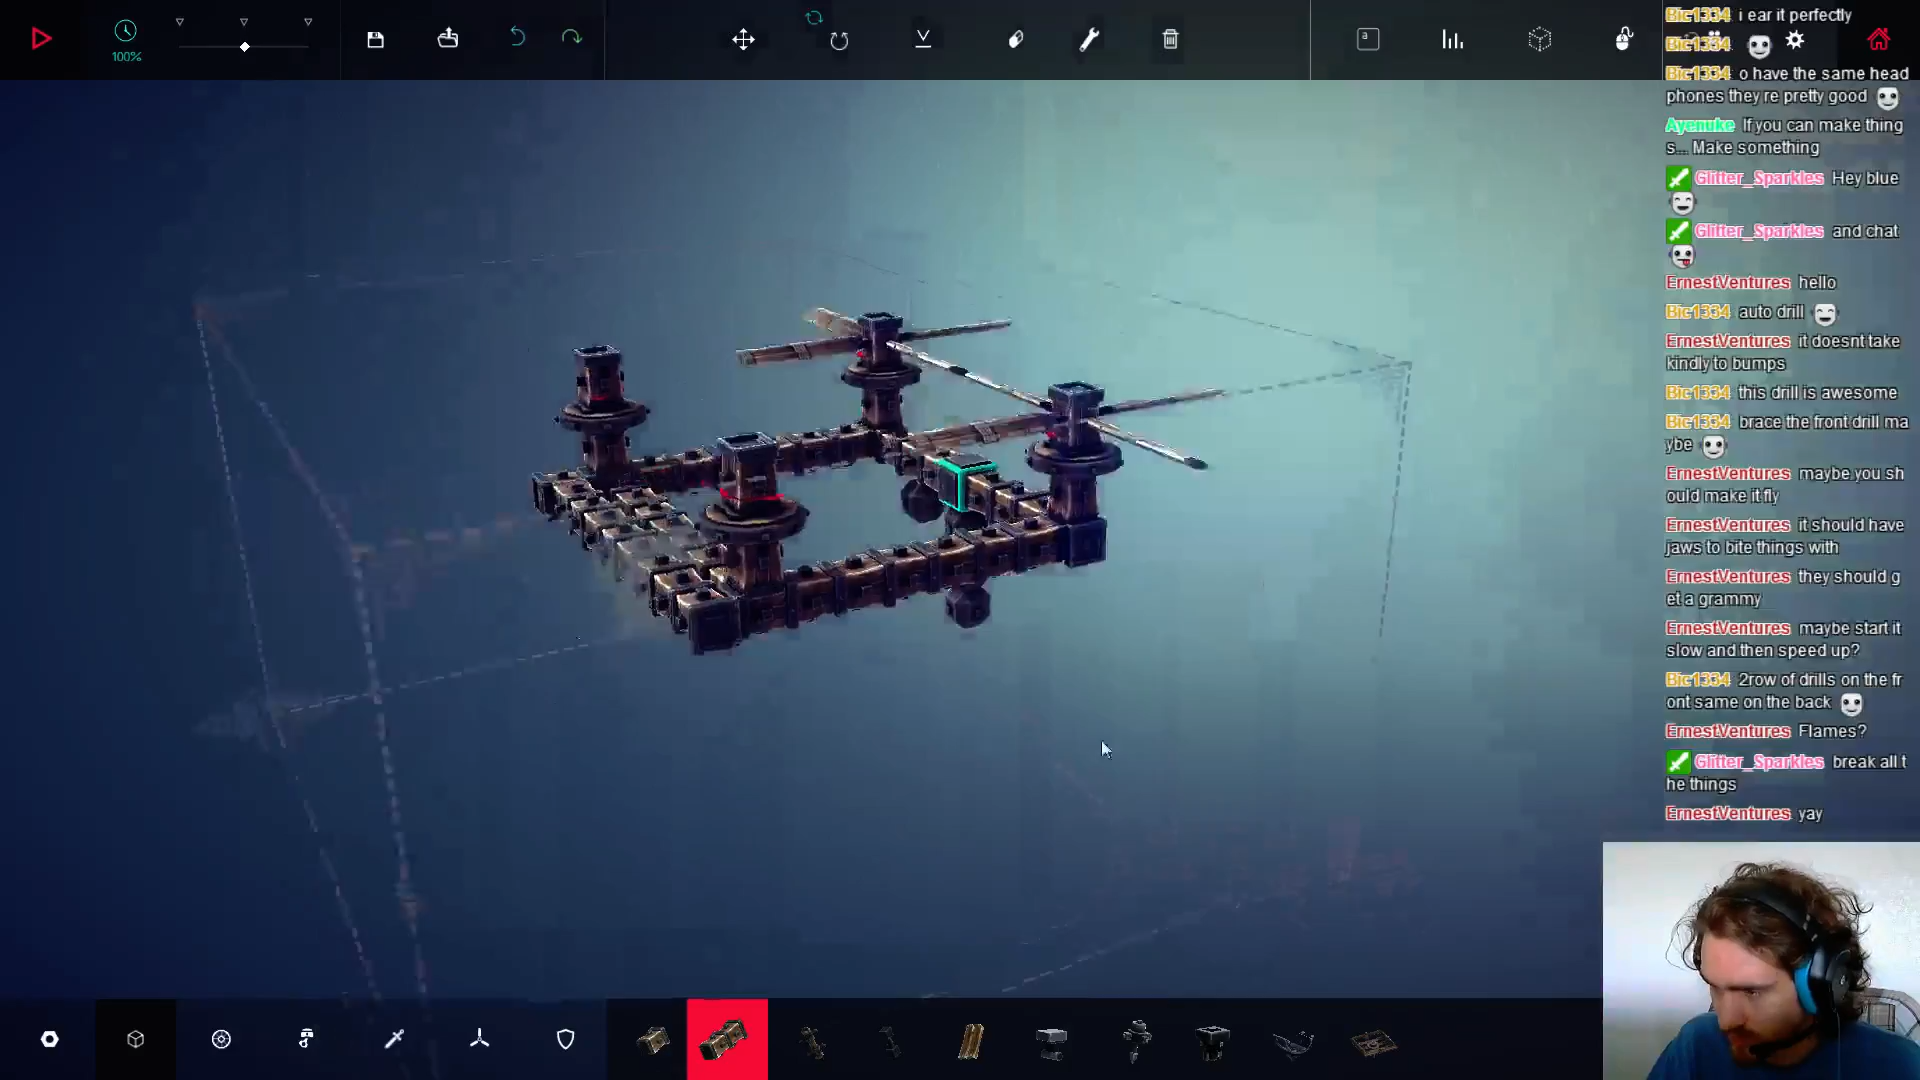 100%
a
Bic1334 i ear it perfectly
Bic1334
Bic1334 o have the same head
phones they re pretty good
Ayenuke If you can make thing
s... Make something
Glitter_Sparkles Hey blue
Glitter_Sparkles and chat
ErnestVentures hello
Bic1334 auto drill
ErnestVentures it doesnt take
kindly to bumps
Bic1334 this drill is awesome
Bic1334 brace the front drill ma
ybe
ErnestVentures maybe you sh
ould make it fly
ErnestVentures it should have
jaws to bite things with
ErnestVentures they should g
et a grammy
ErnestVentures maybe start it
slow and then speed up?
Bic1334 2row of drills on the fr
ont same on the back
ErnestVentures Flames?
Glitter_Sparkles break all t
he things
ErnestVentures yay